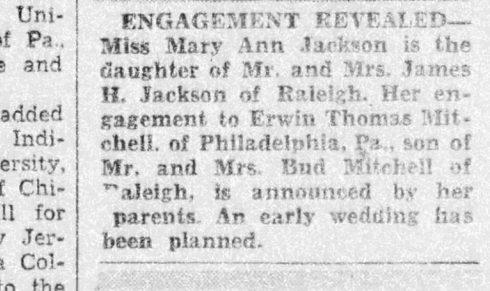 Uni-
of Pa.,
e and
added
Indi-
ersity,
f Chi-
ll for
y Jer-
a Col-
to the
ENGAGEMENT REVEALED—
Miss Mary Ann Jackson is the
daughter of Mr. and Mrs. James
H. Jackson of Raleigh. Her en-
gagement to Erwin Thomas Mit-
chell, of Philadelphia, Pa., son of
Mr. and Mrs. Bud Mitchell of
Raleigh, is announced by her
parents. An early wedding has
been planned.